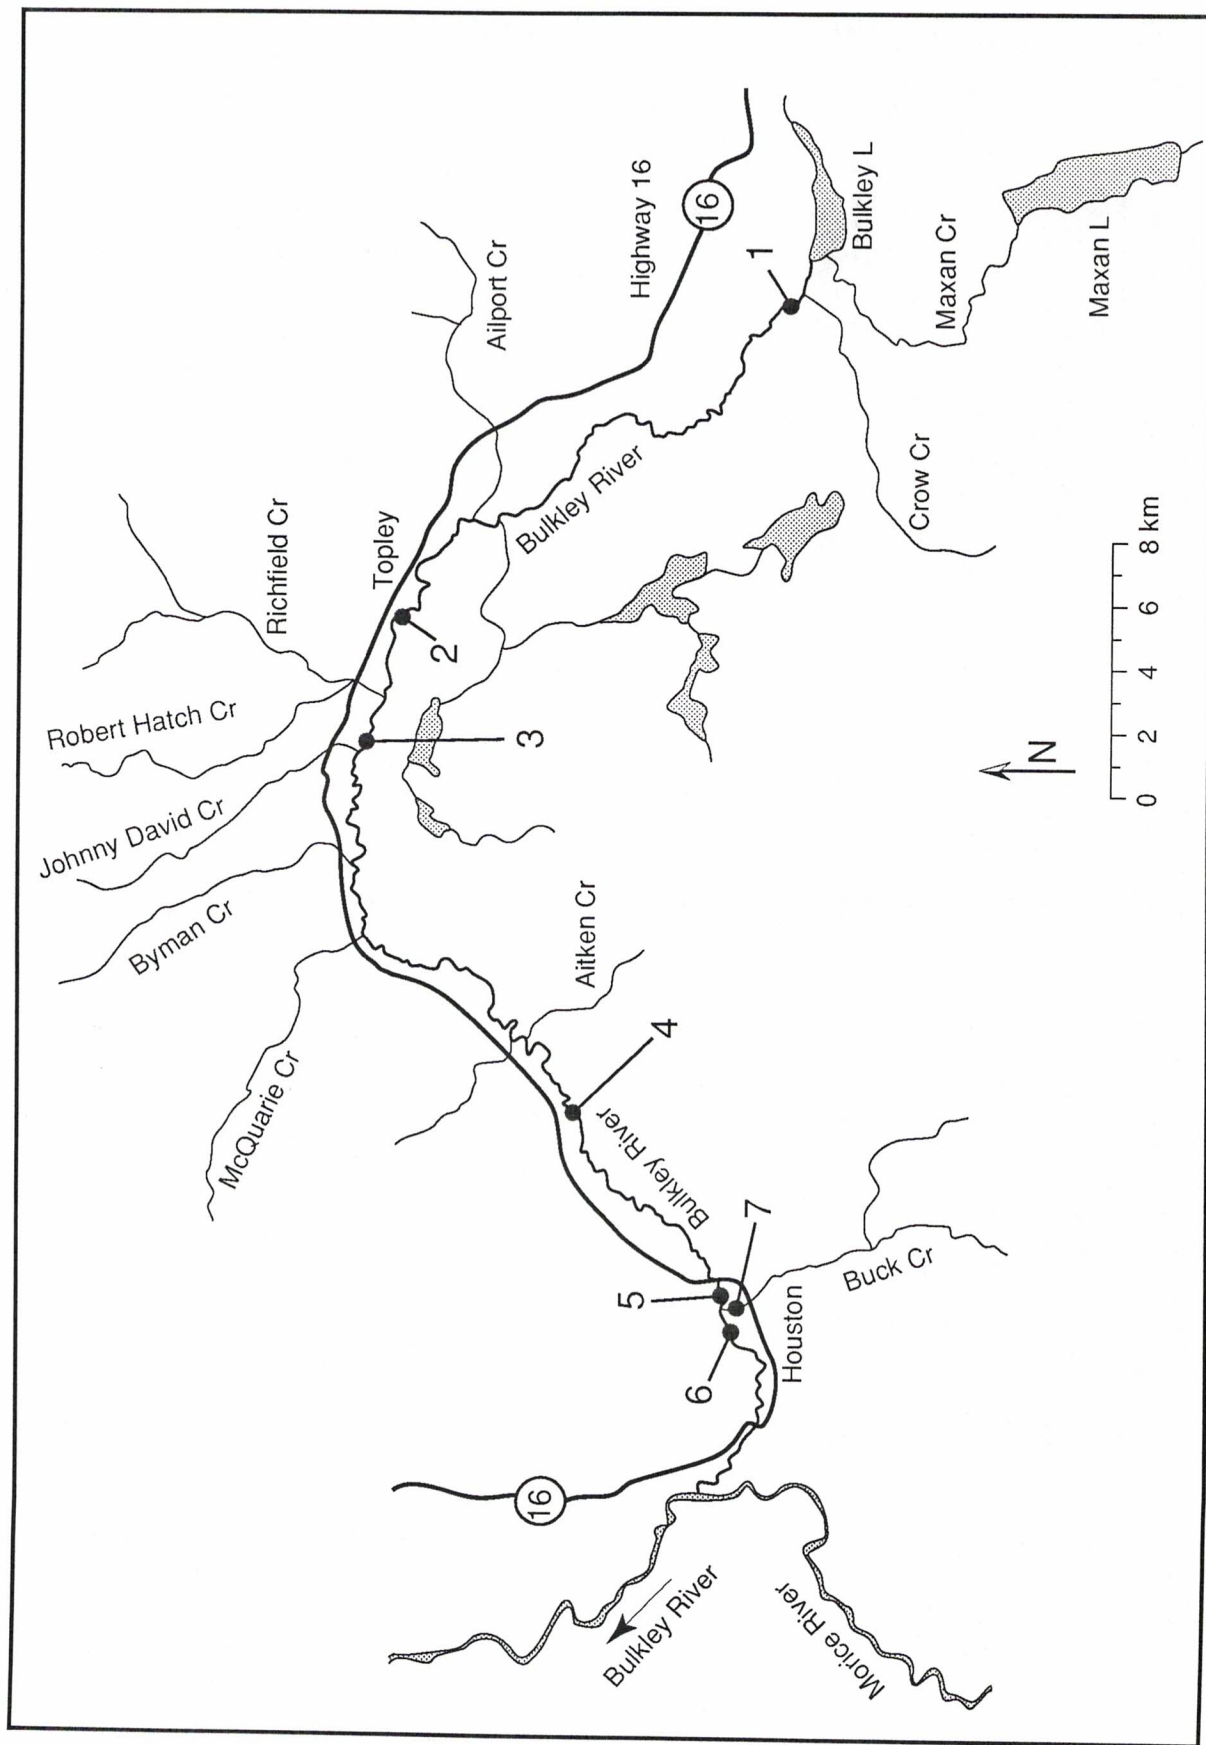 Robert Hatch Cr
Richfield Cr
Johnny David Cr
Byman Cr
McQuarie Cr
Topley
Ailport Cr
Highway 16
16
Bulkley River
1
2
3
Bulkley L
Maxan Cr
Maxan L
Crow Cr
Aitken Cr
4
Bulkley River
5
6
7
Houston
Buck Cr
16
Bulkley River
Morice River
N
0 2 4 6 8 km